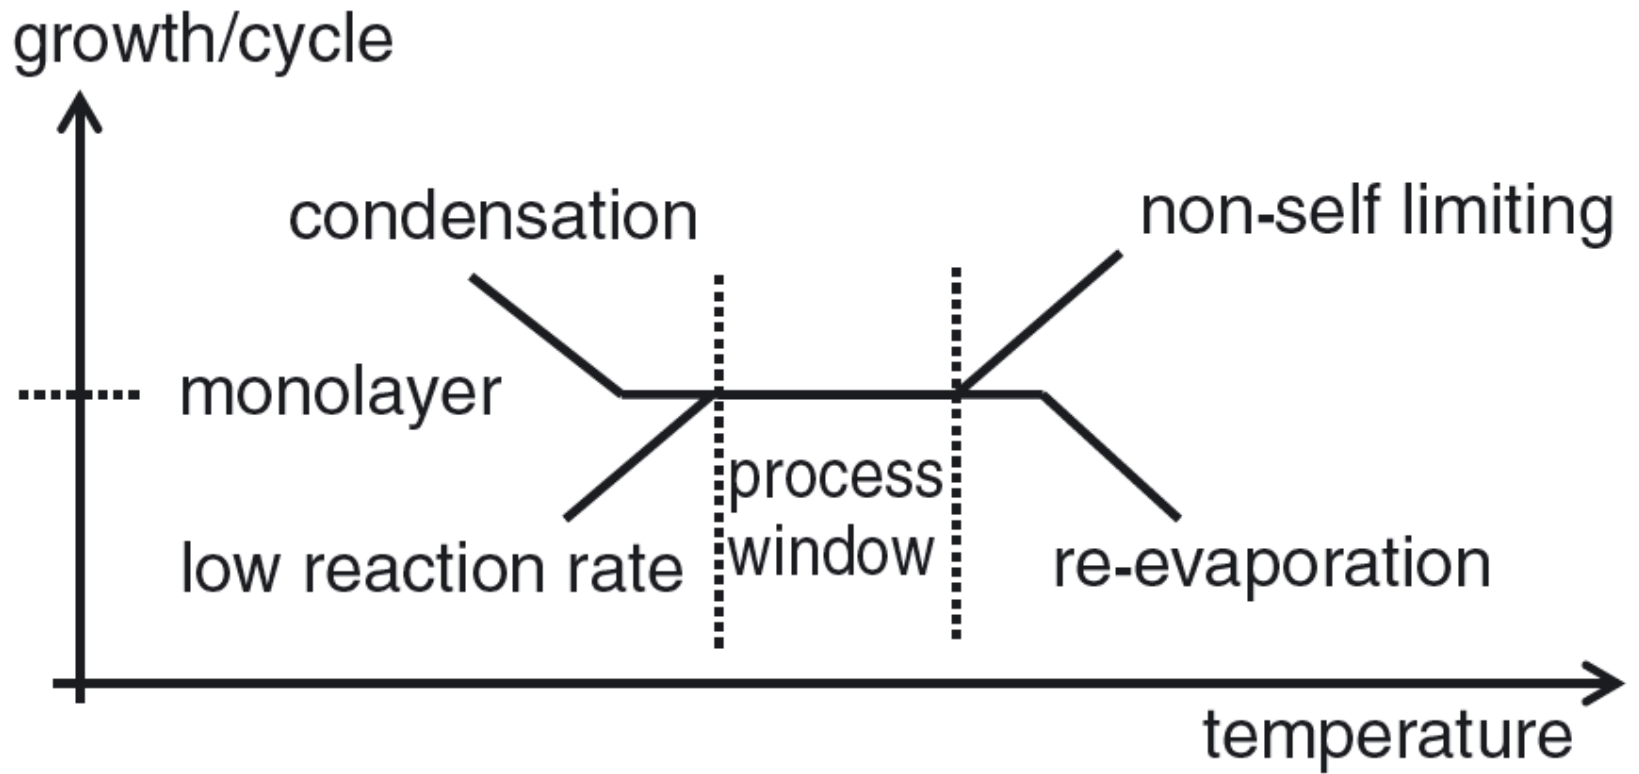 growth/cycle
condensation
non-self limiting
monolayer
process
window
low reaction rate
re-evaporation
temperature